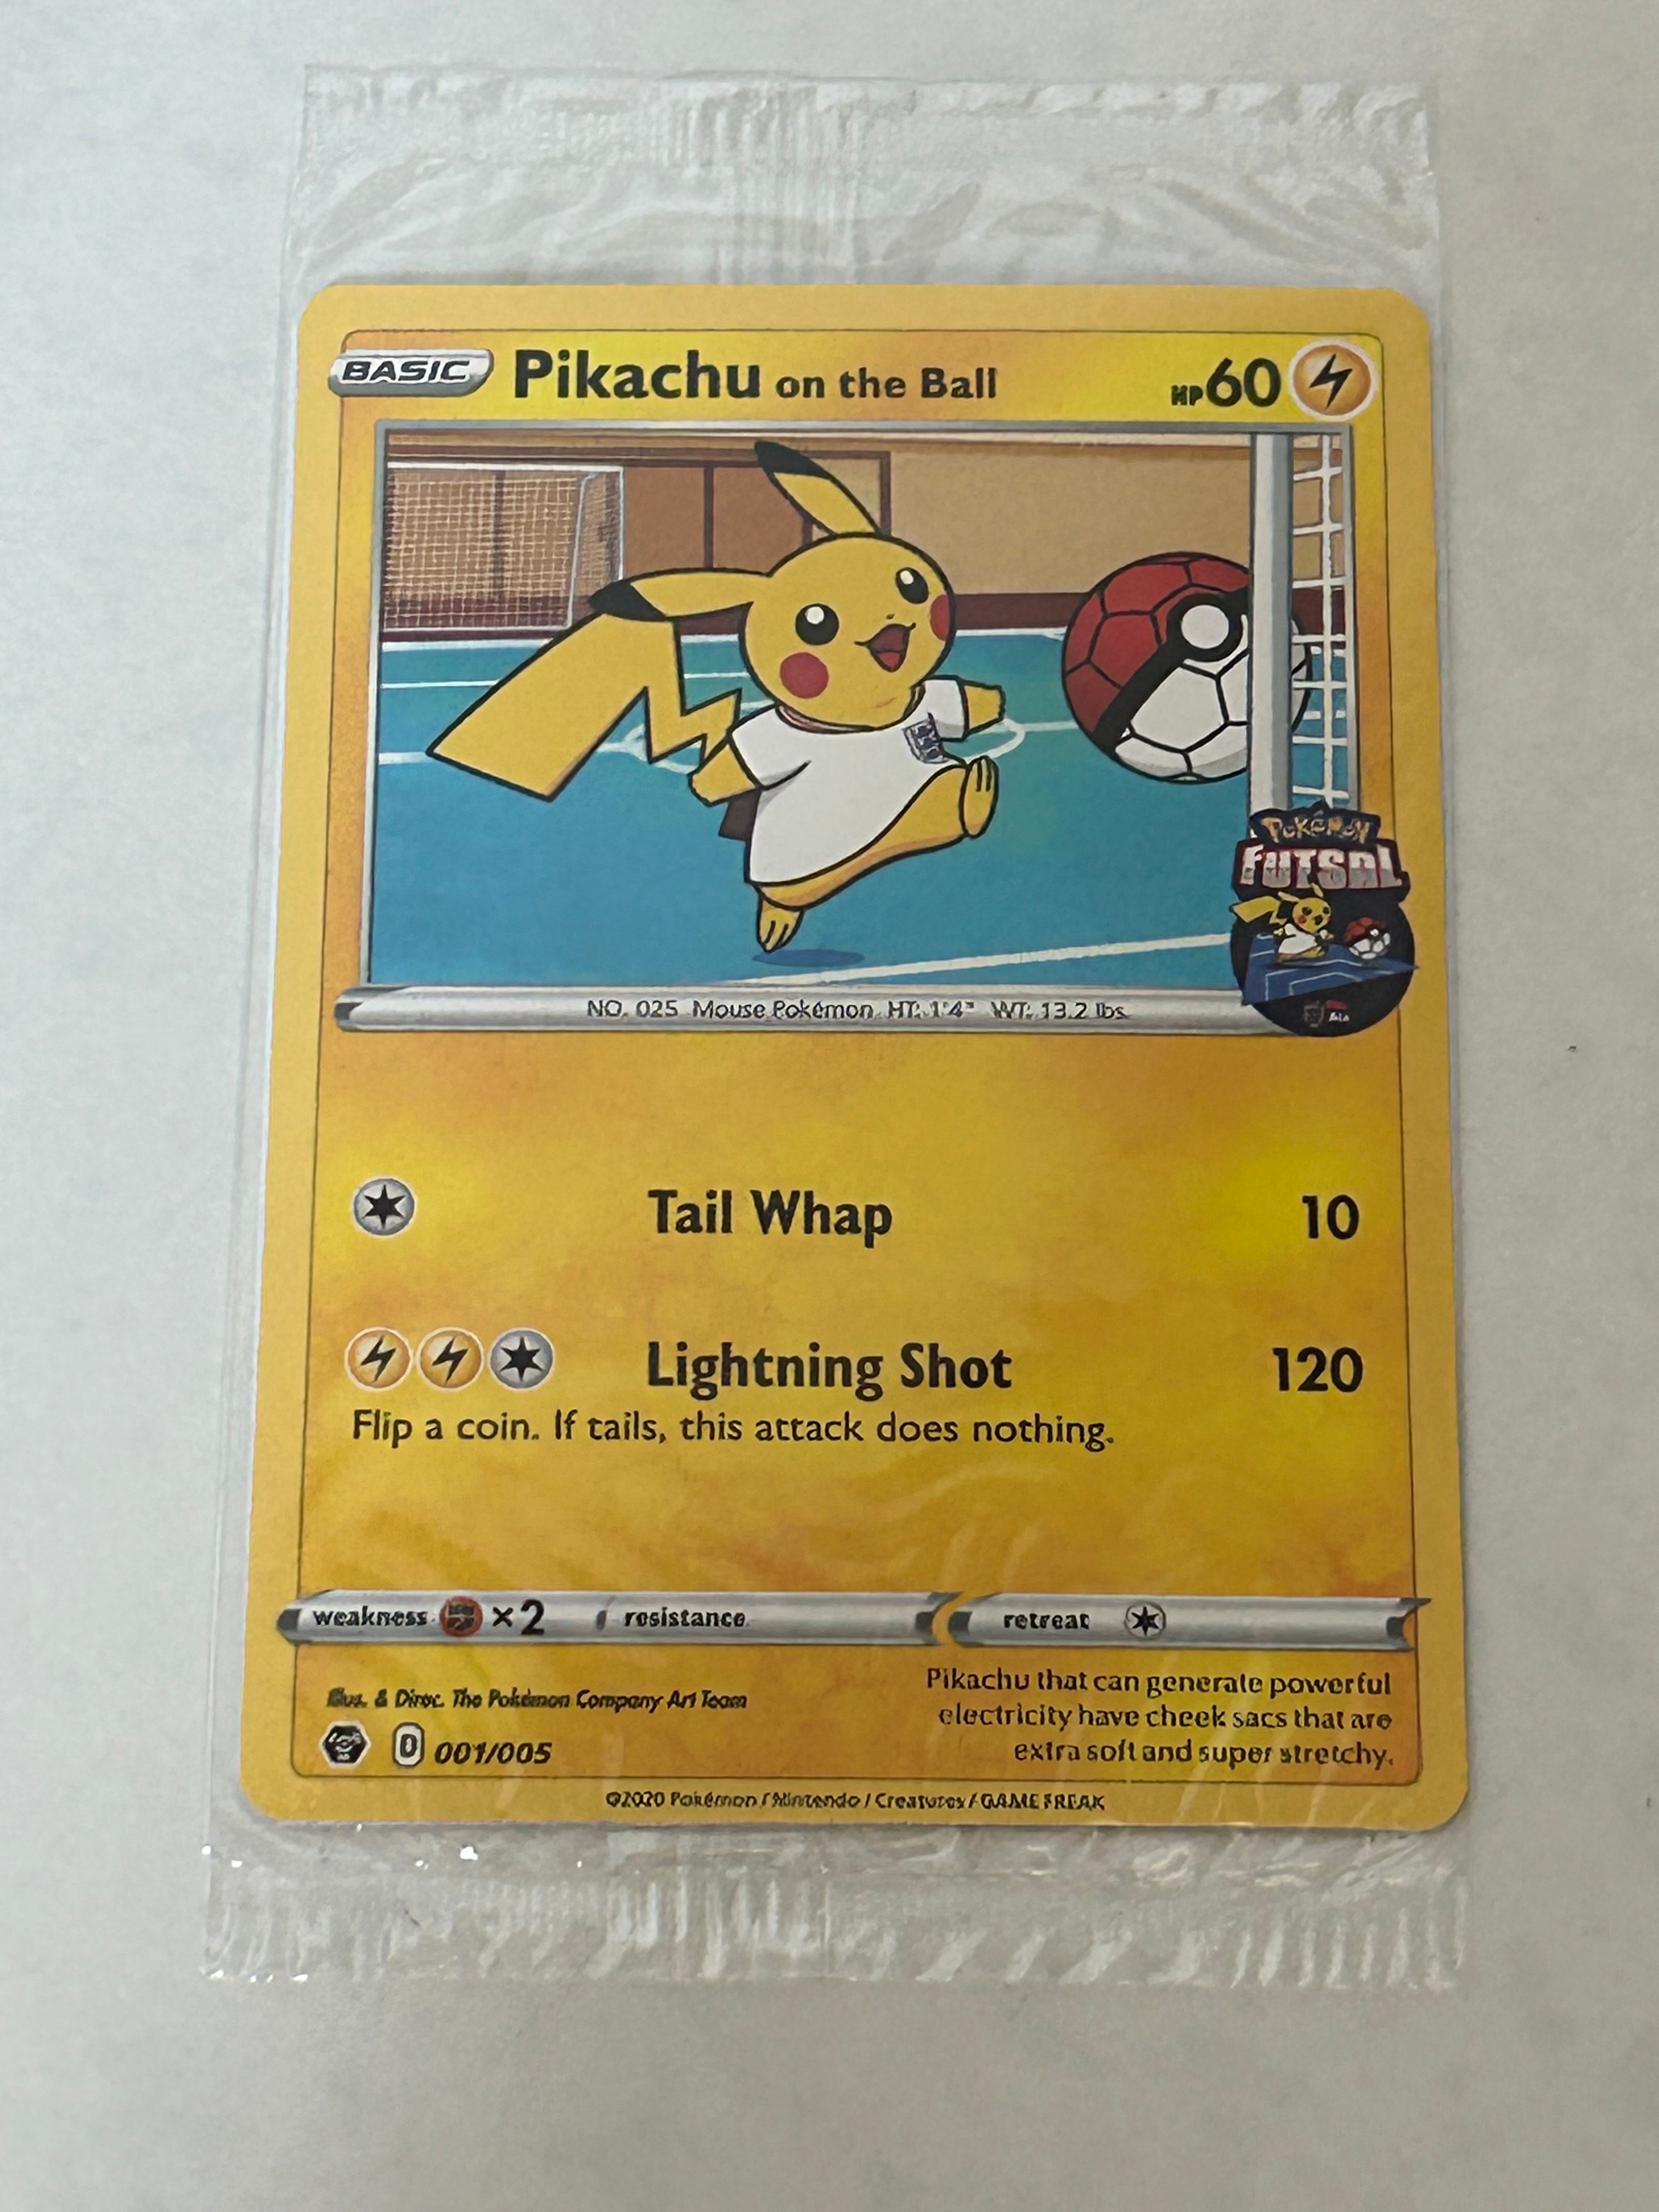 BASIC Pikachu on the Ball HP60
POKéMON
FUTSAL
NO. 025 Mouse Pokémon HT: 1'4" WT: 13.2 lbs.
Tail Whap 10
Lightning Shot 120
Flip a coin. If tails, this attack does nothing.
weakness ×2 resistance retreat
Illus. & Direc. The Pokémon Company Art Team
D 001/005
Pikachu that can generate powerful
electricity have cheek sacs that are
extra soft and super stretchy.
©2020 Pokémon / Nintendo / Creatures / GAME FREAK